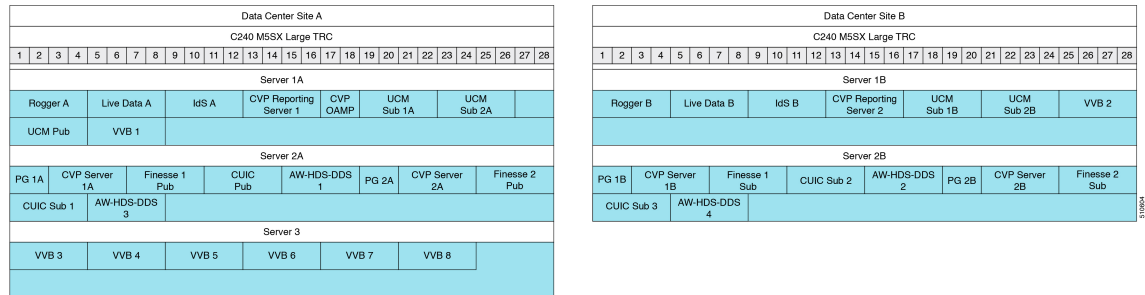 Data Center Site A
C240 M5SX Large TRC
1 2 3 4 5 6 7 8 9 10 11 12 13 14 15 16 17 18 19 20 21 22 23 24 25 26 27 28
Server 1A
Rogger A
Live Data A
IdS A
CVP Reporting
Server 1
CVP
OAMP
UCM
Sub 1A
UCM
Sub 2A
UCM Pub
VVB 1
Server 2A
PG 1A
CVP Server
1A
Finesse 1
Pub
CUIC
Pub
AW-HDS-DDS
1
PG 2A
CVP Server
2A
Finesse 2
Pub
CUIC Sub 1
AW-HDS-DDS
3
Server 3
VVB 3
VVB 4
VVB 5
VVB 6
VVB 7
VVB 8
Data Center Site B
C240 M5SX Large TRC
1 2 3 4 5 6 7 8 9 10 11 12 13 14 15 16 17 18 19 20 21 22 23 24 25 26 27 28
Server 1B
Rogger B
Live Data B
IdS B
CVP Reporting
Server 2
UCM
Sub 1B
UCM
Sub 2B
VVB 2
Server 2B
PG 1B
CVP Server
1B
Finesse 1
Sub
CUIC Sub 2
AW-HDS-DDS
2
PG 2B
CVP Server
2B
Finesse 2
Sub
CUIC Sub 3
AW-HDS-DDS
4
510604